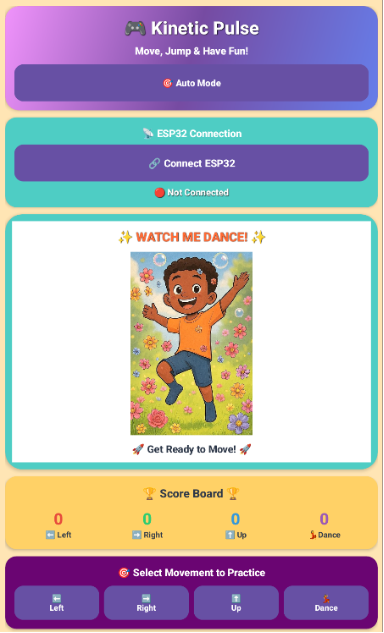 🎮 Kinetic Pulse
Move, Jump & Have Fun!
🎯 Auto Mode
📡 ESP32 Connection
🔗 Connect ESP32
🔴 Not Connected
✨ WATCH ME DANCE! ✨
🚀 Get Ready to Move! 🚀
🏆 Score Board 🏆
0 0 0 0
⬅️ Left ➡️ Right ⬆️ Up 💃 Dance
🎯 Select Movement to Practice
⬅️ ➡️ ⬆️ 💃
Left Right Up Dance